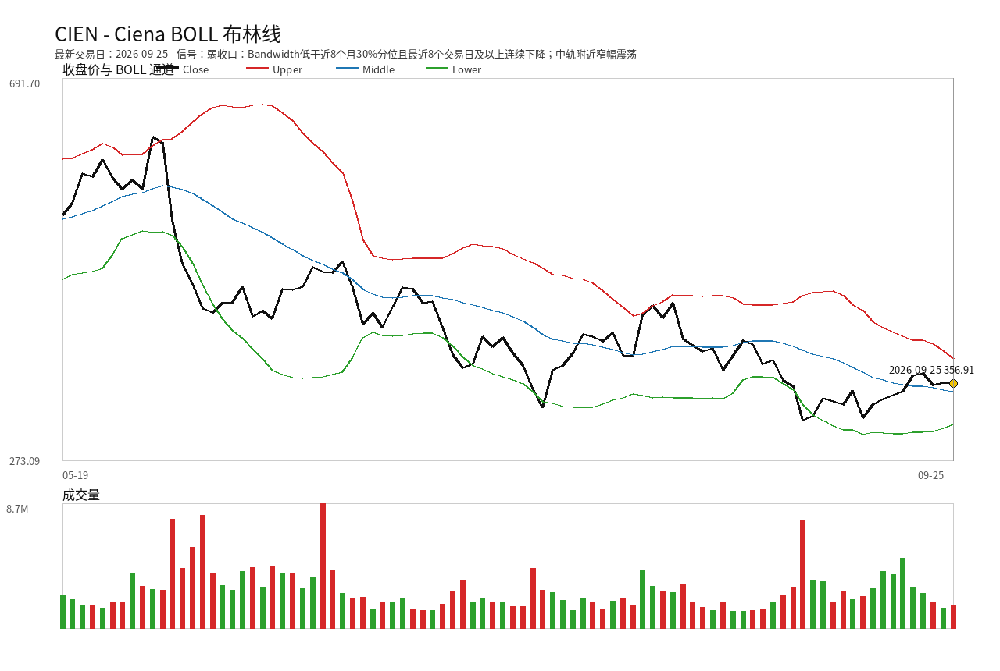 CIEN - Ciena BOLL 布林线
最新交易日：2026-09-25 信号：弱收口：Bandwidth低于近8个月30%分位且最近8个交易日及以上连续下降；中轨附近窄幅震荡
收盘价与 BOLL 通道 Close Upper Middle Lower
691.70
2026-09-25 356.91
273.09
05-19 09-25
成交量
8.7M